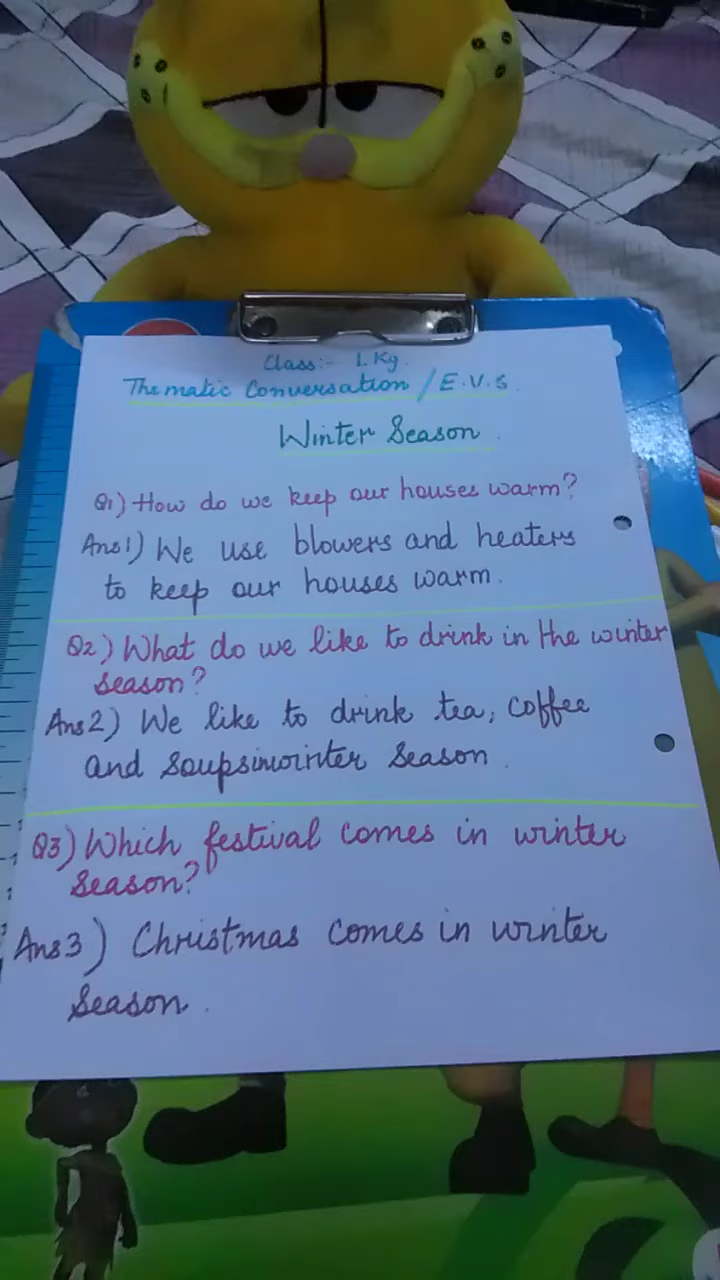 Class:- L Kg.
Thematic Conversation / E.V.S.
Winter Season
Q1) How do we keep our houses warm?
Ans1) We use blowers and heaters
to keep our houses warm.
Q2) What do we like to drink in the winter
season?
Ans2) We like to drink tea, coffee
and soupsinwinter season.
Q3) Which festival comes in winter
season?
Ans3) Christmas comes in winter
season.